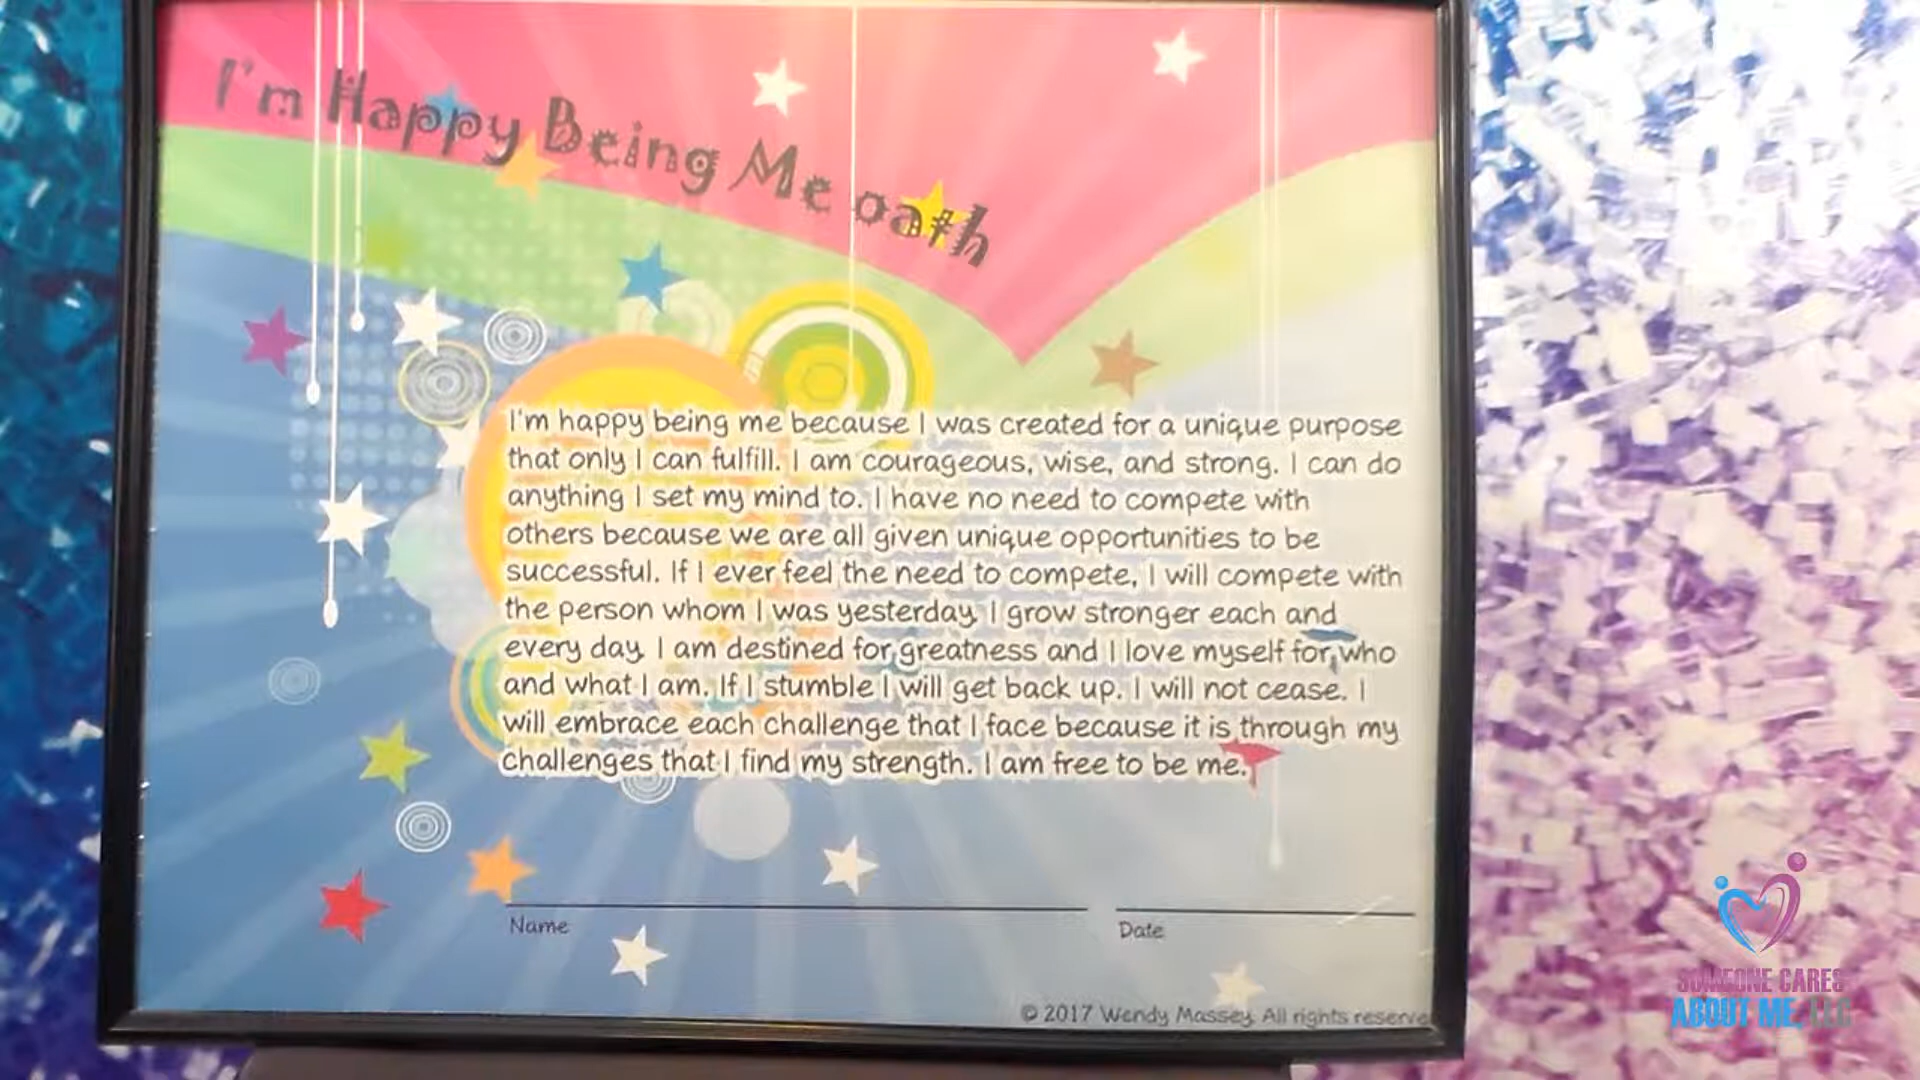 I'm Happy Being Me oath
I'm happy being me because I was created for a unique purpose
that only I can fulfill. I am courageous, wise, and strong. I can do
anything I set my mind to. I have no need to compete with
others because we are all given unique opportunities to be
successful. If I ever feel the need to compete, I will compete with
the person whom I was yesterday. I grow stronger each and
every day. I am destined for greatness and I love myself for who
and what I am. If I stumble I will get back up. I will not cease. I
will embrace each challenge that I face because it is through my
challenges that I find my strength. I am free to be me.
Name
Date
© 2017 Wendy Massey. All rights reserve
SOMEONE CARES
ABOUT ME, LLC